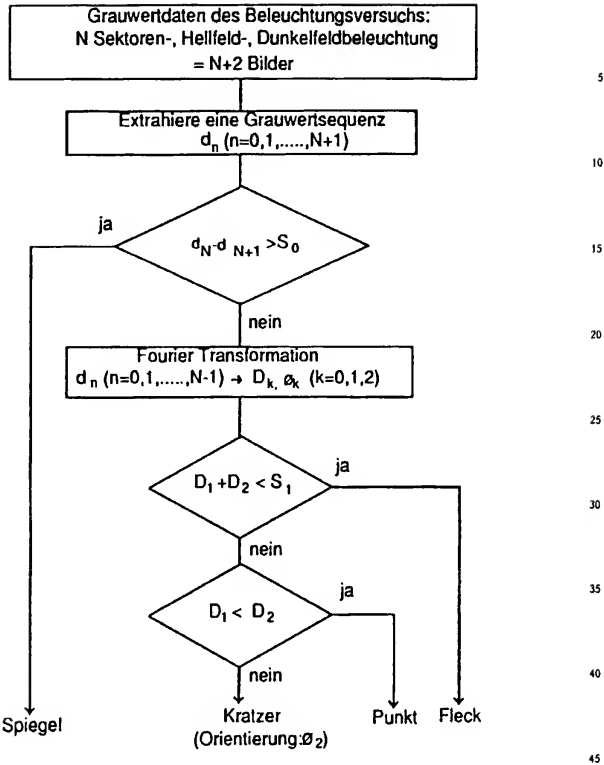 Grauwertdaten des Beleuchtungsversuchs:
N Sektoren-, Hellfeld-, Dunkelfeldbeleuchtung
= N+2 Bilder
5
Extrahiere eine Grauwertsequenz
d_n (n=0,1,.....,N+1)
10
ja
d_N-d_N+1 >S_0
15
nein
20
Fourier Transformation
d_n (n=0,1,.....,N-1) → D_k, ø_k (k=0,1,2)
25
ja
D_1+D_2 < S_1
30
nein
35
ja
D_1< D_2
nein
40
Spiegel
Kratzer
Punkt
Fleck
(Orientierung:Ø_2)
45